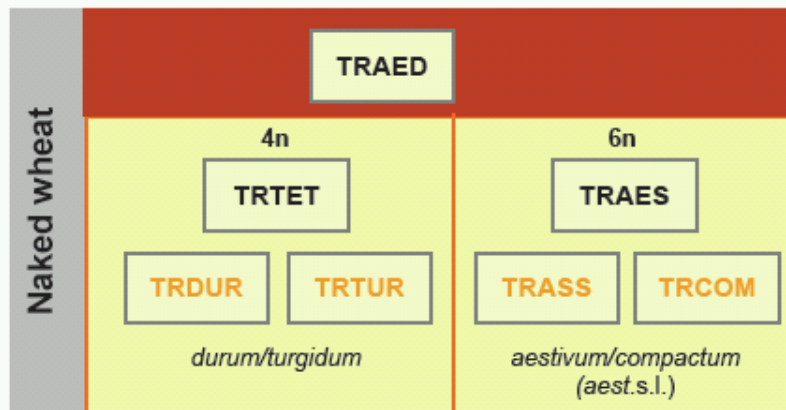 Naked wheat
TRAED
4n
6n
TRTET
TRAES
TRDUR
TRTUR
TRASS
TRCOM
durum/turgidum
aestivum/compactum
(aest.s.l.)